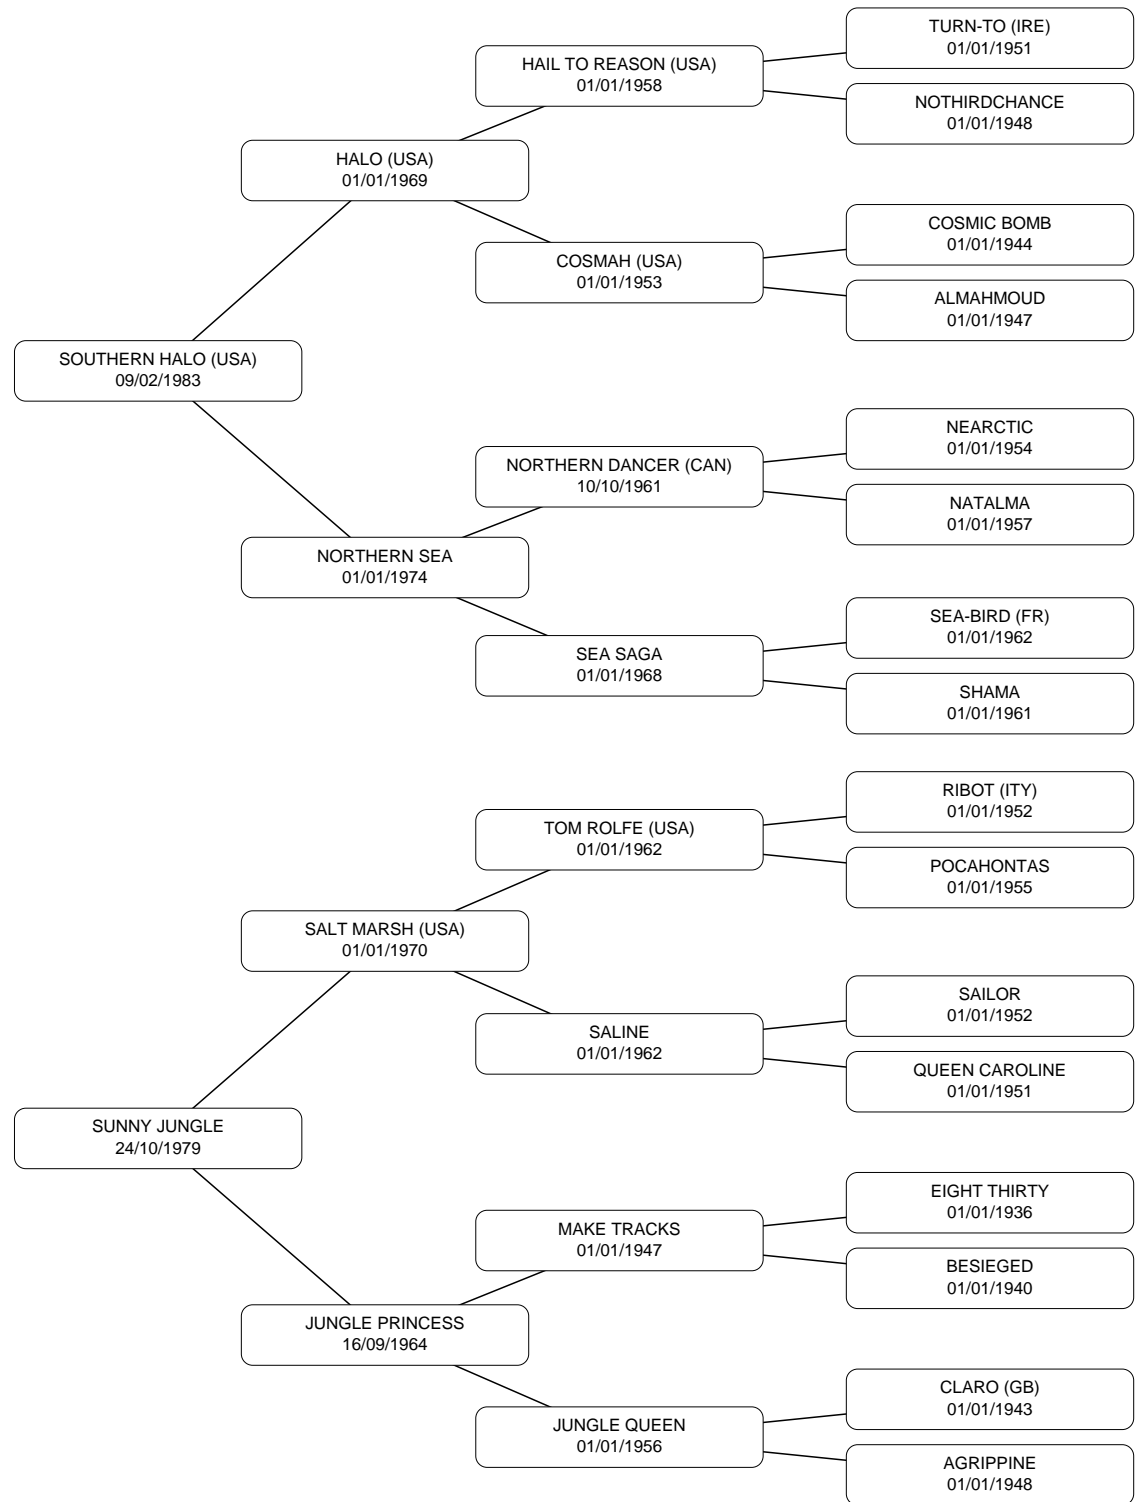 TURN-TO (IRE)
01/01/1951
HAIL TO REASON (USA)
01/01/1958
NOTHIRDCHANCE
01/01/1948
HALO (USA)
01/01/1969
COSMIC BOMB
01/01/1944
COSMAH (USA)
01/01/1953
ALMAHMOUD
01/01/1947
SOUTHERN HALO (USA)
09/02/1983
NEARCTIC
01/01/1954
NORTHERN DANCER (CAN)
10/10/1961
NATALMA
01/01/1957
NORTHERN SEA
01/01/1974
SEA-BIRD (FR)
01/01/1962
SEA SAGA
01/01/1968
SHAMA
01/01/1961
RIBOT (ITY)
01/01/1952
TOM ROLFE (USA)
01/01/1962
POCAHONTAS
01/01/1955
SALT MARSH (USA)
01/01/1970
SAILOR
01/01/1952
SALINE
01/01/1962
QUEEN CAROLINE
01/01/1951
SUNNY JUNGLE
24/10/1979
EIGHT THIRTY
01/01/1936
MAKE TRACKS
01/01/1947
BESIEGED
01/01/1940
JUNGLE PRINCESS
16/09/1964
CLARO (GB)
01/01/1943
JUNGLE QUEEN
01/01/1956
AGRIPPINE
01/01/1948